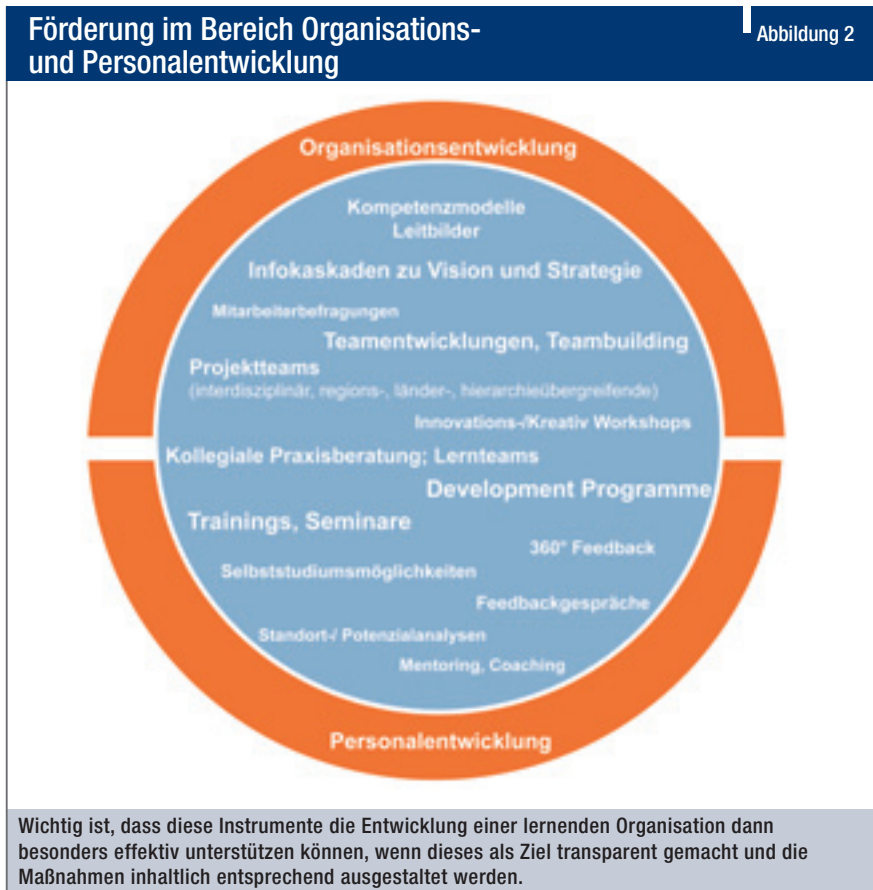 Förderung im Bereich Organisations-
und Personalentwicklung
Abbildung 2
Organisationsentwicklung
Kompetenzmodelle
Leitbilder
Infokaskaden zu Vision und Strategie
Mitarbeiterbefragungen
Teamentwicklungen, Teambuilding
Projektteams
(interdisziplinär, regions-, länder-, hierarchieübergreifende)
Innovations-/Kreativ Workshops
Kollegiale Praxisberatung; Lernteams
Development Programme
Trainings, Seminare
360° Feedback
Selbststudiumsmöglichkeiten
Feedbackgespräche
Standort-/ Potenzialanalysen
Mentoring, Coaching
Personalentwicklung
Wichtig ist, dass diese Instrumente die Entwicklung einer lernenden Organisation dann
besonders effektiv unterstützen können, wenn dieses als Ziel transparent gemacht und die
Maßnahmen inhaltlich entsprechend ausgestaltet werden.